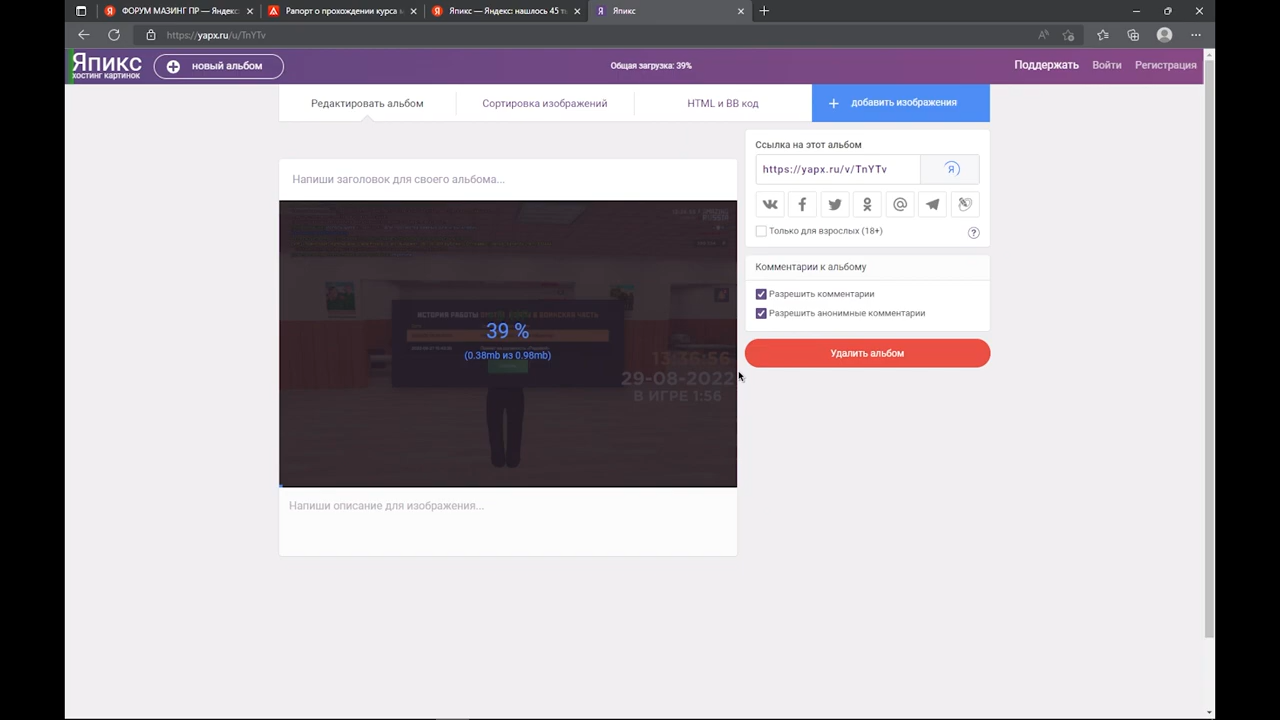 ФОРУМ МАЗИНГ ПР — Яндекс
Рапорт о прохождении курса
Япикс — Яндекс: нашлось 45 т
Япикс
https://yapx.ru/u/TnYTv
Япикс
хостинг картинок
новый альбом
Общая загрузка: 39%
Поддержать
Войти
Регистрация
Редактировать альбом
Сортировка изображений
HTML и BB код
+ добавить изображения
Ссылка на этот альбом
https://yapx.ru/v/TnYTv
Я
Только для взрослых (18+)
?
Комментарии к альбому
Разрешить комментарии
Разрешить анонимные комментарии
Удалить альбом
Напиши заголовок для своего альбома...
39 %
(0.38mb из 0.98mb)
13:36:56
29-08-2022
В ИГРЕ 1:56
Напиши описание для изображения...